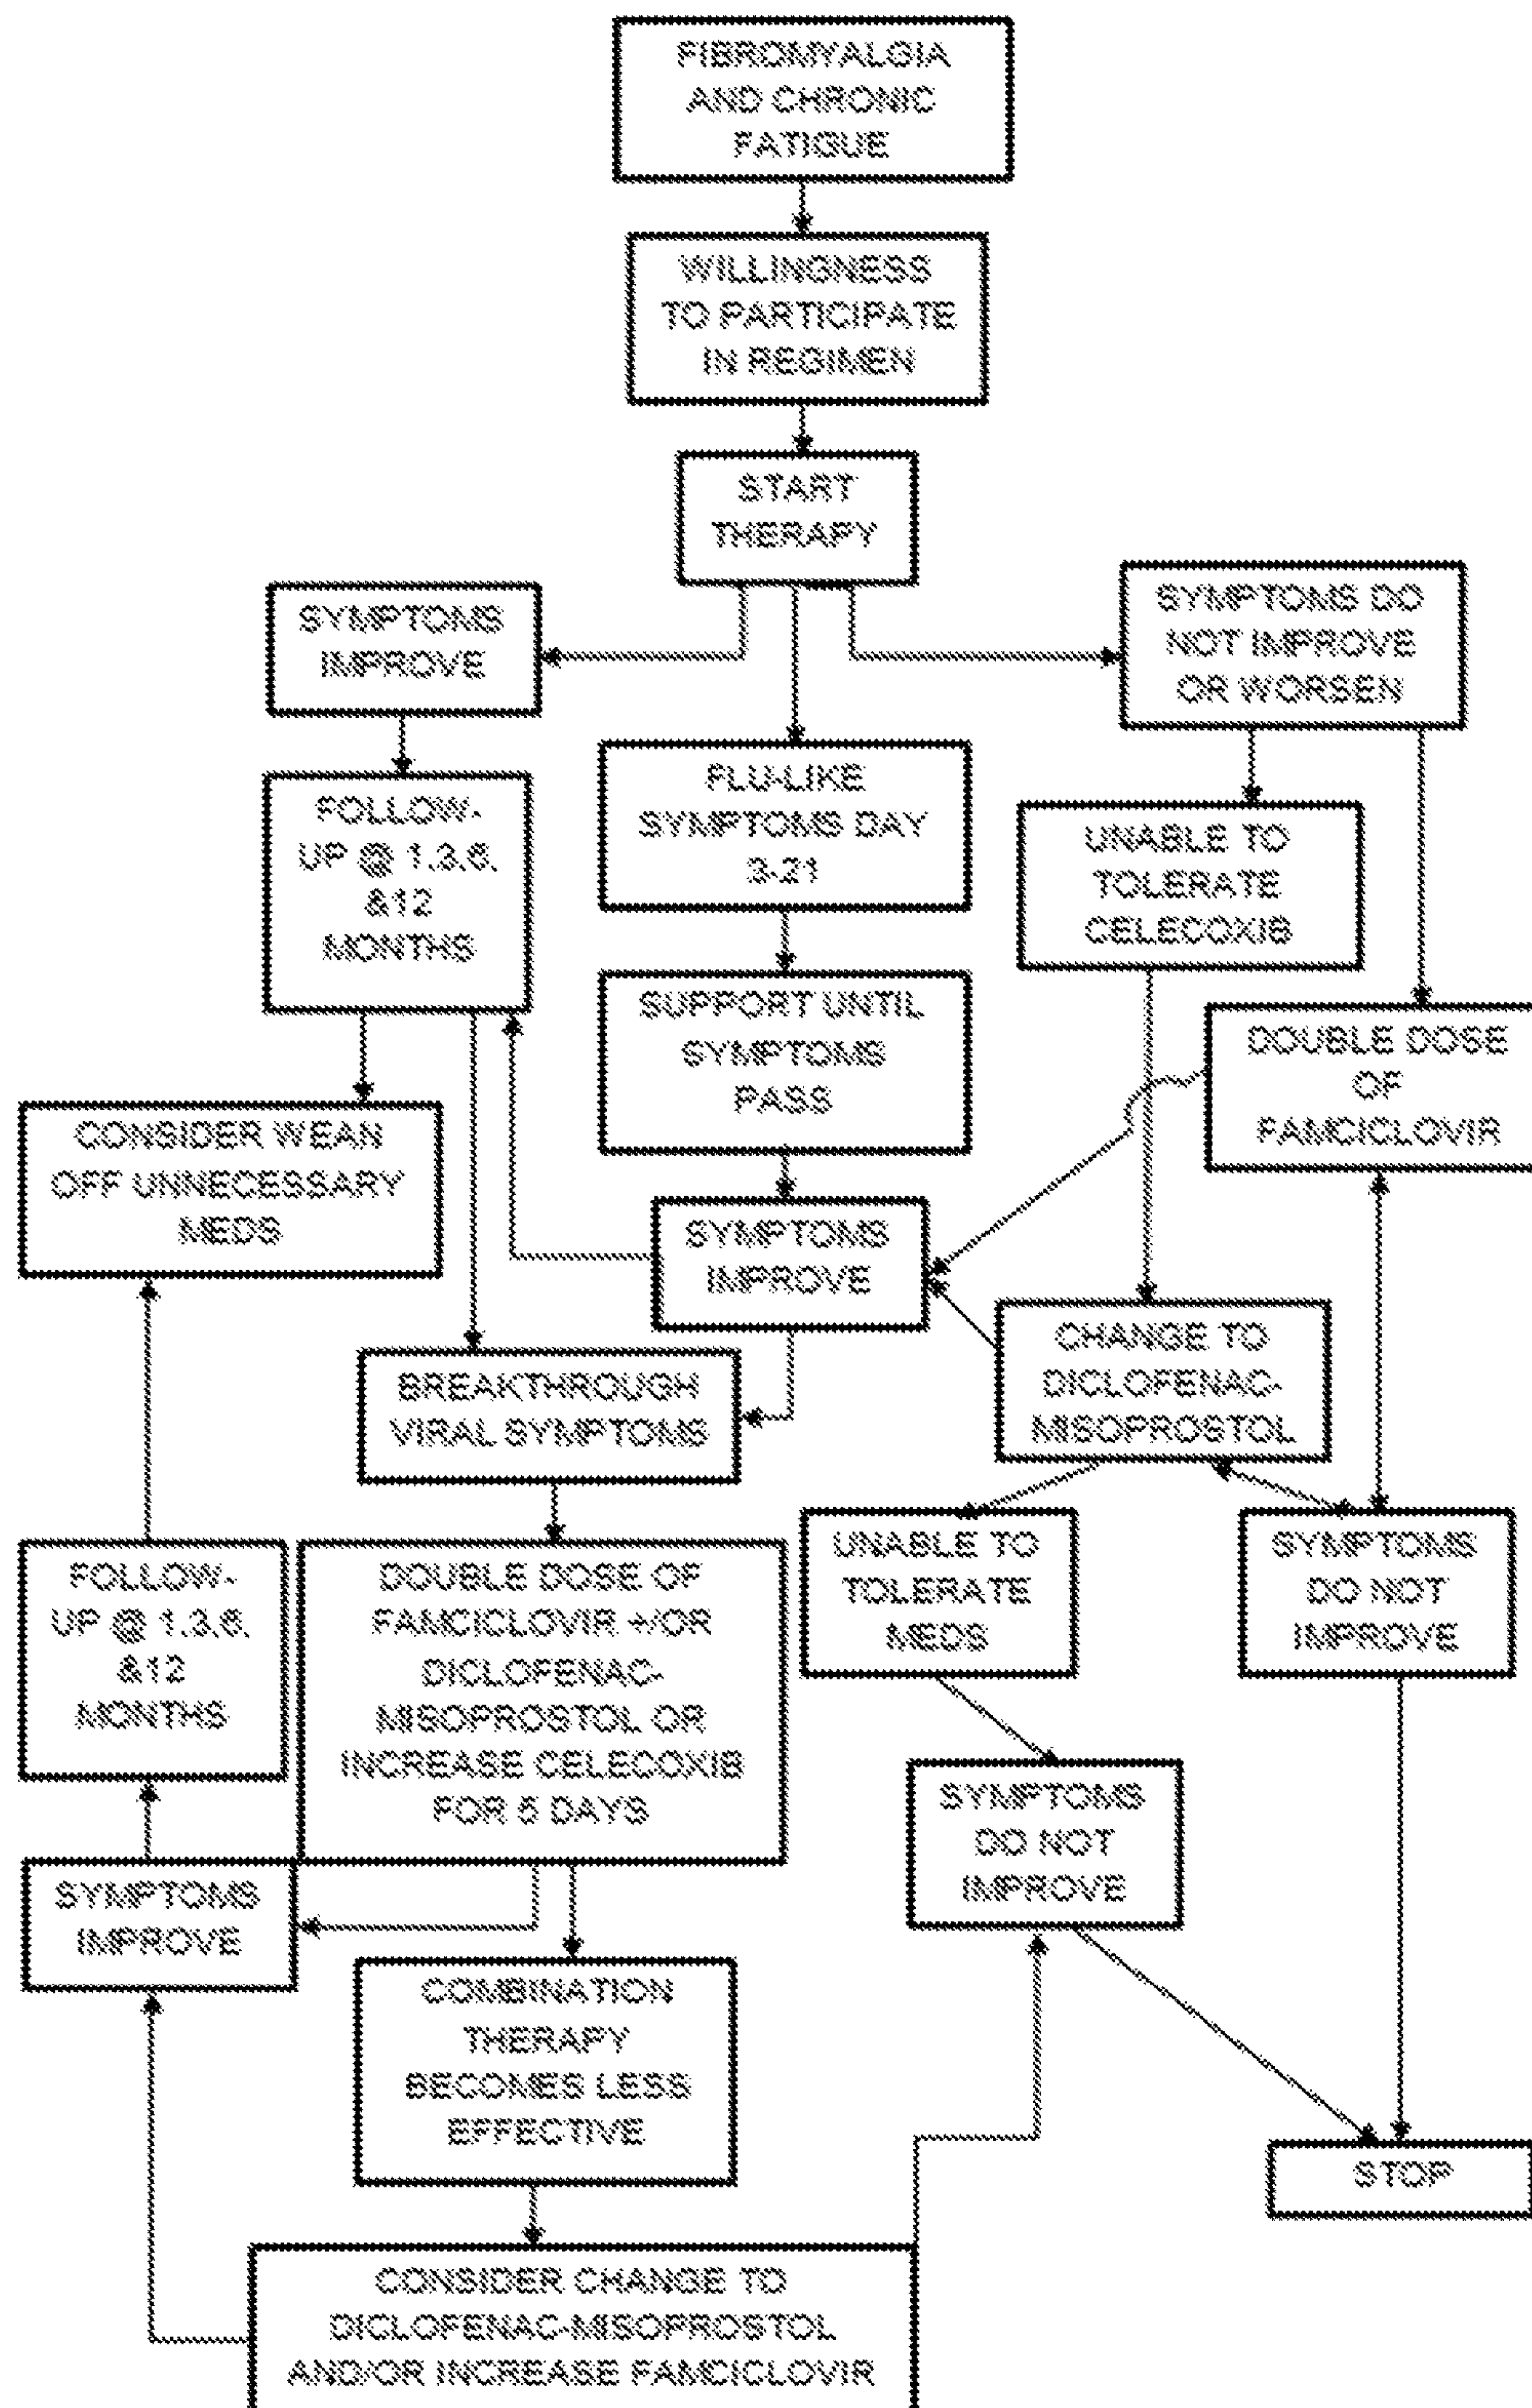 FIBROMYALGIA
AND CHRONIC
FATIGUE
WILLINGNESS
TO PARTICIPATE
IN REGIMEN
START
THERAPY
SYMPTOMS
IMPROVE
SYMPTOMS DO
NOT IMPROVE
OR WORSEN
FOLLOW-
UP @ 1,3,6,
&12
MONTHS
FLU-LIKE
SYMPTOMS DAY
3-21
UNABLE TO
TOLERATE
CELECOXIB
SUPPORT UNTIL
SYMPTOMS
PASS
DOUBLE DOSE
OF
FAMCICLOVIR
CONSIDER WEAN
OFF UNNECESSARY
MEDS
SYMPTOMS
IMPROVE
CHANGE TO
DICLOFENAC-
MISOPROSTOL
BREAKTHROUGH
VIRAL SYMPTOMS
UNABLE TO
TOLERATE
MEDS
SYMPTOMS
DO NOT
IMPROVE
FOLLOW-
UP @ 1,3,6,
&12
MONTHS
DOUBLE DOSE OF
FAMCICLOVIR +/OR
DICLOFENAC-
MISOPROSTOL OR
INCREASE CELECOXIB
FOR 5 DAYS
SYMPTOMS
DO NOT
IMPROVE
SYMPTOMS
IMPROVE
COMBINATION
THERAPY
BECOMES LESS
EFFECTIVE
STOP
CONSIDER CHANGE TO
DICLOFENAC-MISOPROSTOL
AND/OR INCREASE FAMCICLOVIR